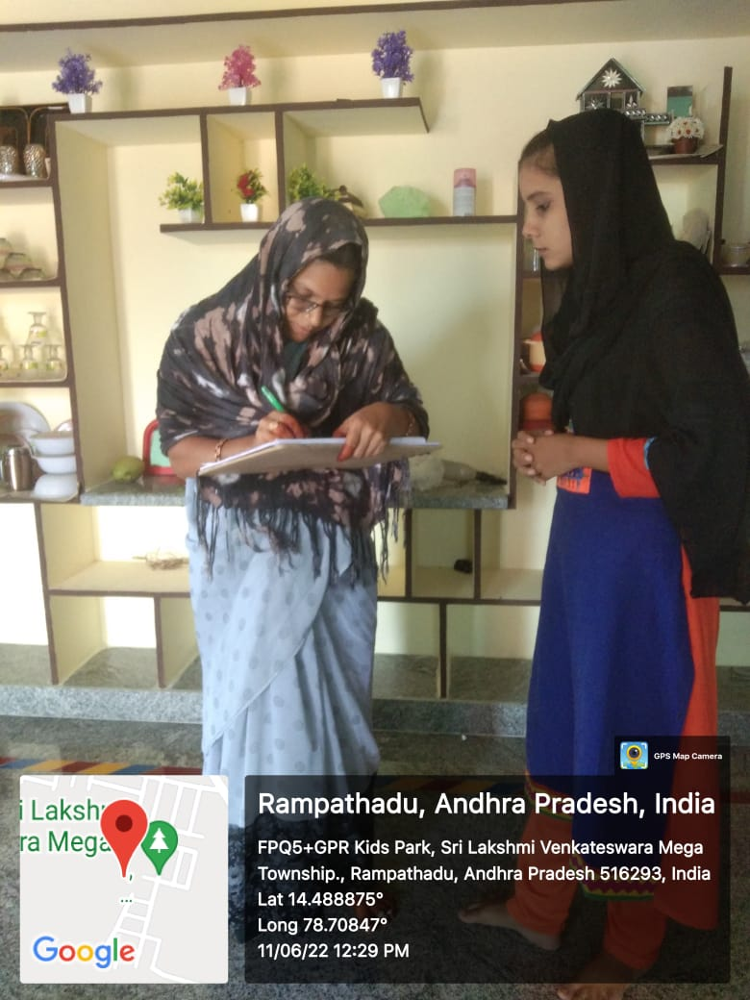 GPS Map Camera
i Lakshm
ra Mega
...
Google
Rampathadu, Andhra Pradesh, India
FPQ5+GPR Kids Park, Sri Lakshmi Venkateswara Mega
Township., Rampathadu, Andhra Pradesh 516293, India
Lat 14.488875°
Long 78.70847°
11/06/22 12:29 PM